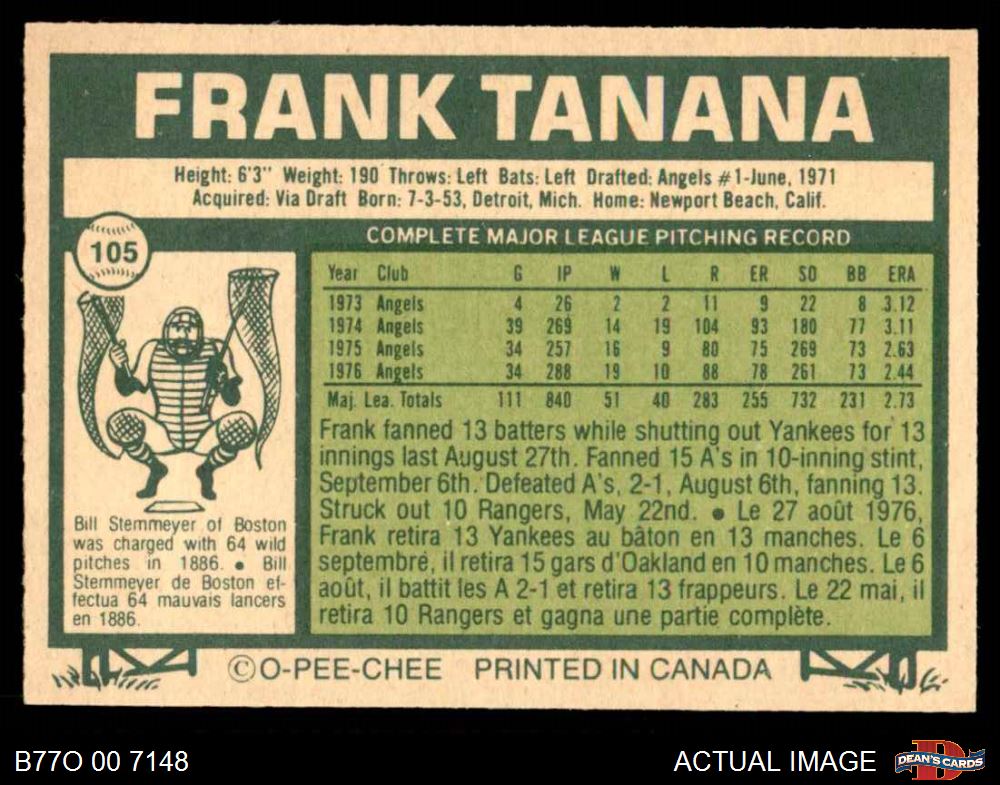 FRANK TANANA
Height: 6'3" Weight: 190 Throws: Left Bats: Left Drafted: Angels #1-June, 1971
Acquired: Via Draft Born: 7-3-53, Detroit, Mich. Home: Newport Beach, Calif.
105
COMPLETE MAJOR LEAGUE PITCHING RECORD
Year Club G IP W L R ER SO BB ERA
1973 Angels 4 26 2 2 11 9 22 8 3.12
1974 Angels 39 269 14 19 104 93 180 77 3.11
1975 Angels 34 257 16 9 80 75 269 73 2.63
1976 Angels 34 288 19 10 88 78 261 73 2.44
Maj. Lea. Totals 111 840 51 40 283 255 732 231 2.73
Frank fanned 13 batters while shutting out Yankees for 13
innings last August 27th. Fanned 15 A's in 10-inning stint,
September 6th. Defeated A's, 2-1, August 6th, fanning 13.
Struck out 10 Rangers, May 22nd. • Le 27 août 1976,
Frank retira 13 Yankees au bâton en 13 manches. Le 6
septembre, il retira 15 gars d'Oakland en 10 manches. Le 6
août, il battit les A 2-1 et retira 13 frappeurs. Le 22 mai, il
retira 10 Rangers et gagna une partie complète.
Bill Stemmeyer of Boston
was charged with 64 wild
pitches in 1886. • Bill
Stemmeyer de Boston ef-
fectua 64 mauvais lancers
en 1886.
© O-PEE-CHEE PRINTED IN CANADA
B77O 00 7148
ACTUAL IMAGE
D
DEAN'S CARDS